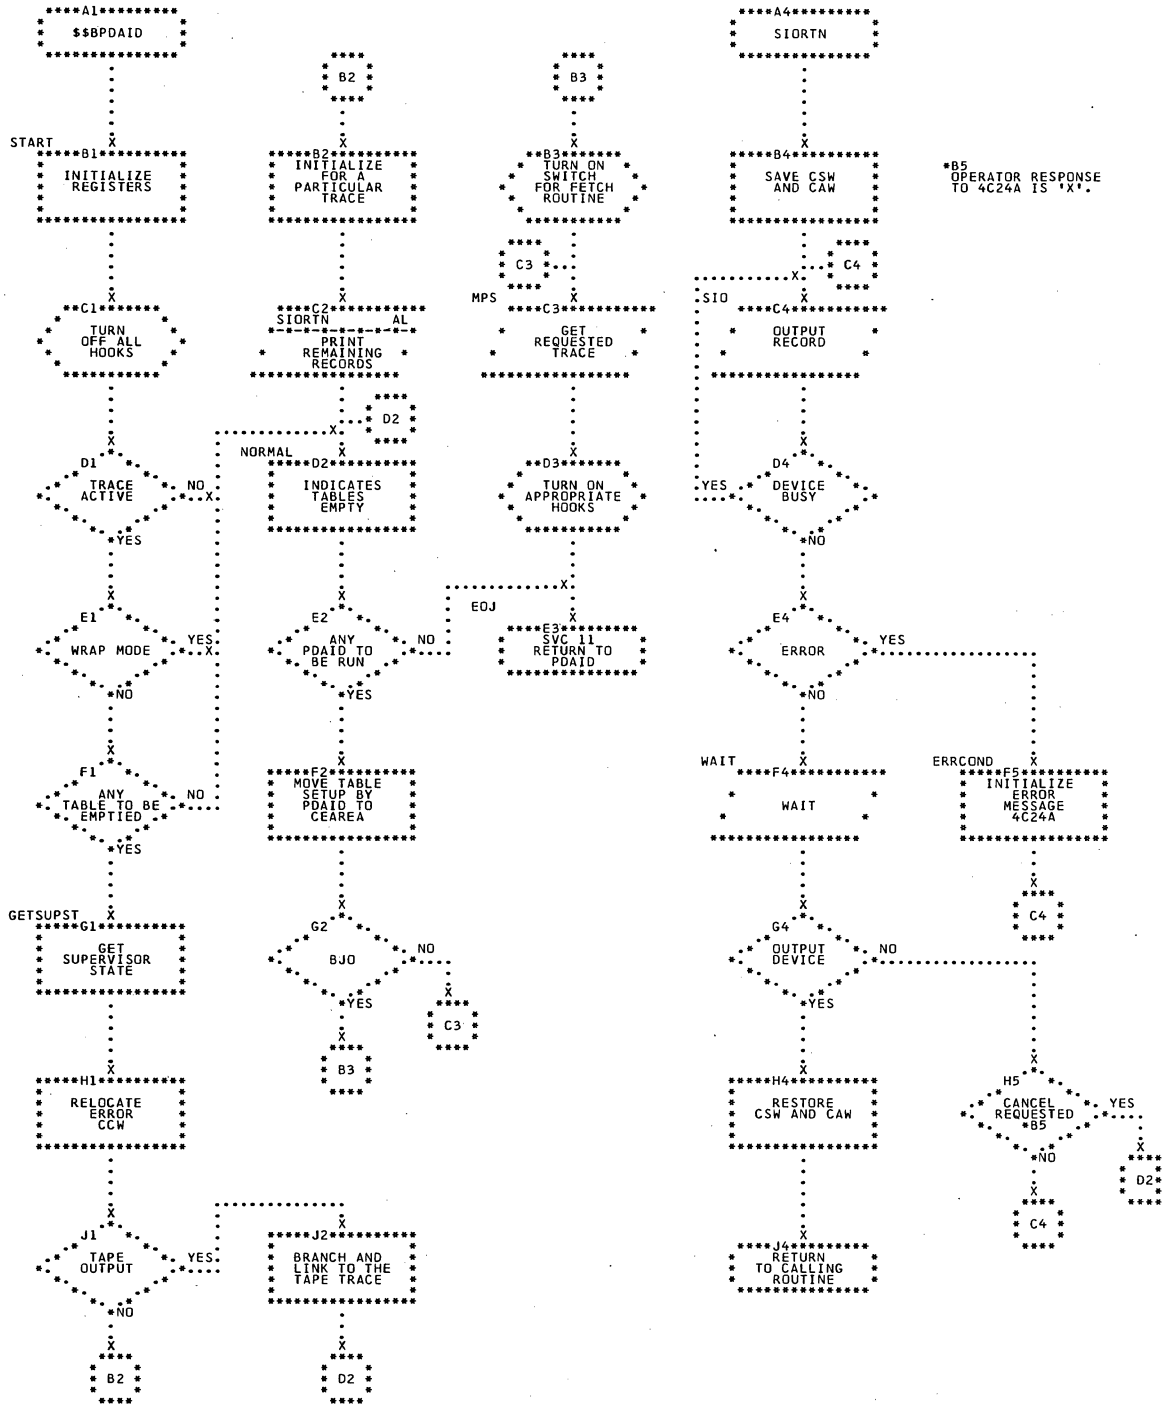 A1
$$BPDAID
START
B1
INITIALIZE
REGISTERS
C1
TURN
OFF ALL
HOOKS
D1
TRACE
ACTIVE
NO
YES
E1
WRAP MODE
YES
NO
F1
ANY
TABLE TO BE
EMPTIED
NO
YES
GETSUPST
G1
GET
SUPERVISOR
STATE
H1
RELOCATE
ERROR
CCW
J1
TAPE
OUTPUT
YES
NO
B2
B2
B2
INITIALIZE
FOR A
PARTICULAR
TRACE
C2
SIORTN AL
PRINT
REMAINING
RECORDS
D2
NORMAL
D2
INDICATES
TABLES
EMPTY
E2
ANY
PDAID TO
BE RUN
NO
YES
F2
MOVE TABLE
SETUP BY
PDAID TO
CEAREA
G2
BJO
NO
YES
C3
B3
J2
BRANCH AND
LINK TO THE
TAPE TRACE
D2
B3
B3
TURN ON
SWITCH
FOR FETCH
ROUTINE
C3
MPS
C3
GET
REQUESTED
TRACE
D3
TURN ON
APPROPRIATE
HOOKS
EOJ
E3
SVC 11
RETURN TO
PDAID
A4
SIORTN
B4
SAVE CSW
AND CAW
C4
SIO
C4
OUTPUT
RECORD
D4
DEVICE
BUSY
YES
NO
E4
ERROR
YES
NO
WAIT
F4
WAIT
G4
OUTPUT
DEVICE
NO
YES
H4
RESTORE
CSW AND CAW
J4
RETURN
TO CALLING
ROUTINE
*B5
OPERATOR RESPONSE
TO 4C24A IS 'X'.
ERRCOND
F5
INITIALIZE
ERROR
MESSAGE
4C24A
C4
H5
CANCEL
REQUESTED
*B5
YES
NO
D2
C4